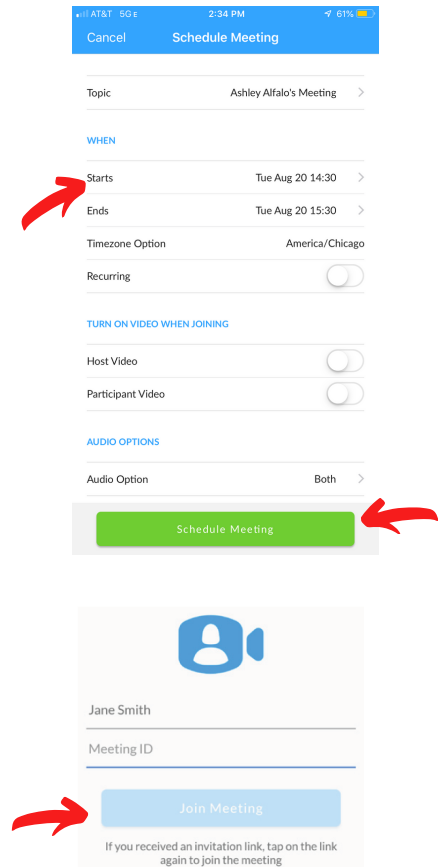 AT&T 5G E 2:34 PM 61%
Cancel Schedule Meeting
Topic Ashley Alfalo's Meeting
WHEN
Starts Tue Aug 20 14:30
Ends Tue Aug 20 15:30
Timezone Option America/Chicago
Recurring
TURN ON VIDEO WHEN JOINING
Host Video
Participant Video
AUDIO OPTIONS
Audio Option Both
Schedule Meeting
Jane Smith
Meeting ID
Join Meeting
If you received an invitation link, tap on the link
again to join the meeting